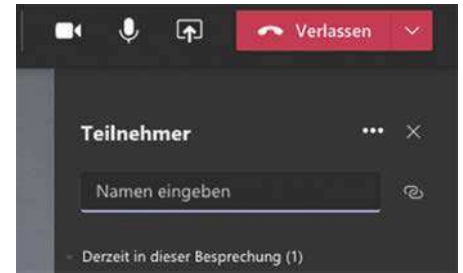 Verlassen
Teilnehmer
Namen eingeben
Derzeit in dieser Besprechung (1)